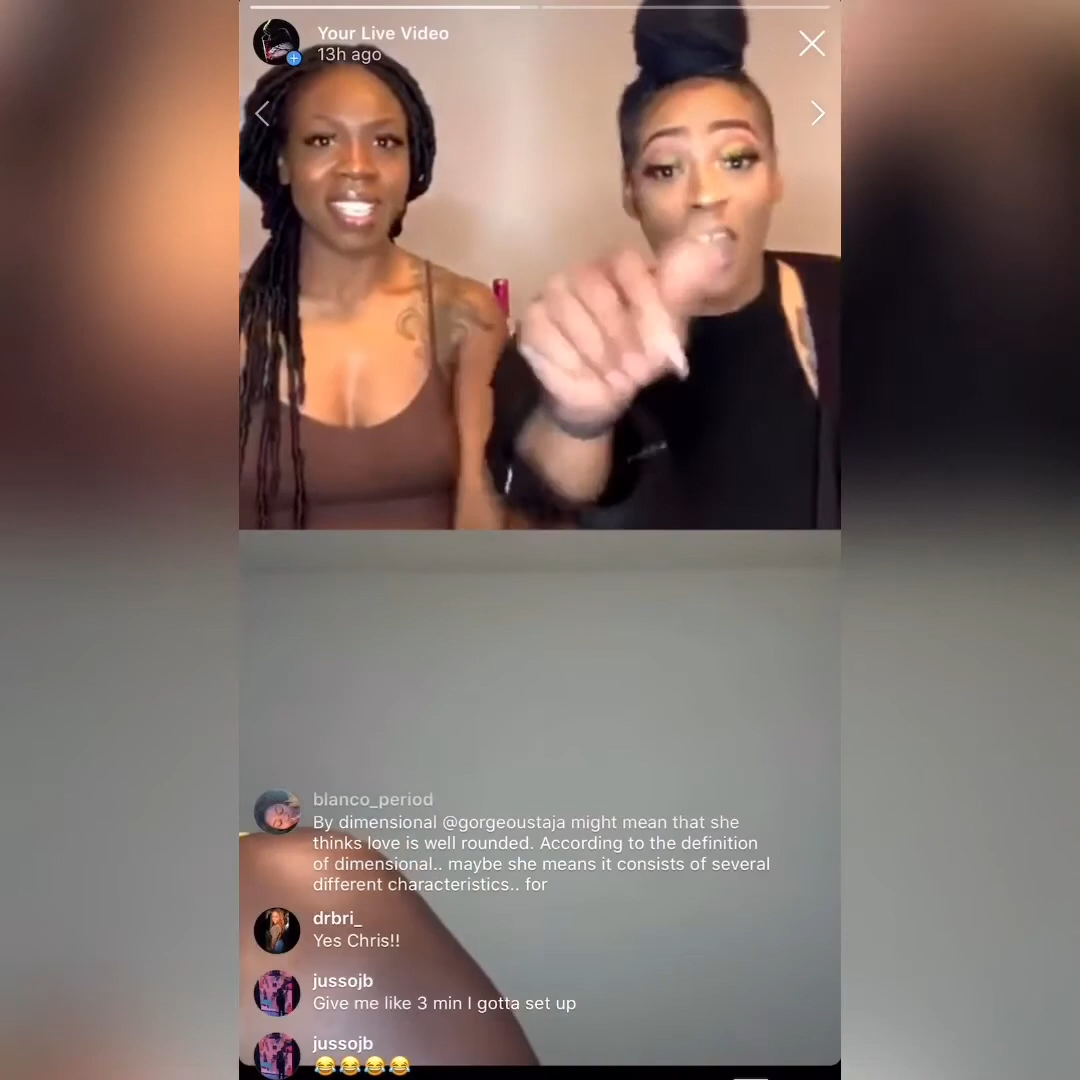 Your Live Video
13h ago
blanco_period
By dimensional @gorgeoustaja might mean that she
thinks love is well rounded. According to the definition
of dimensional.. maybe she means it consists of several
different characteristics.. for
drbri_
Yes Chris!!
jussojb
Give me like 3 min I gotta set up
jussojb
😂😂😂😂